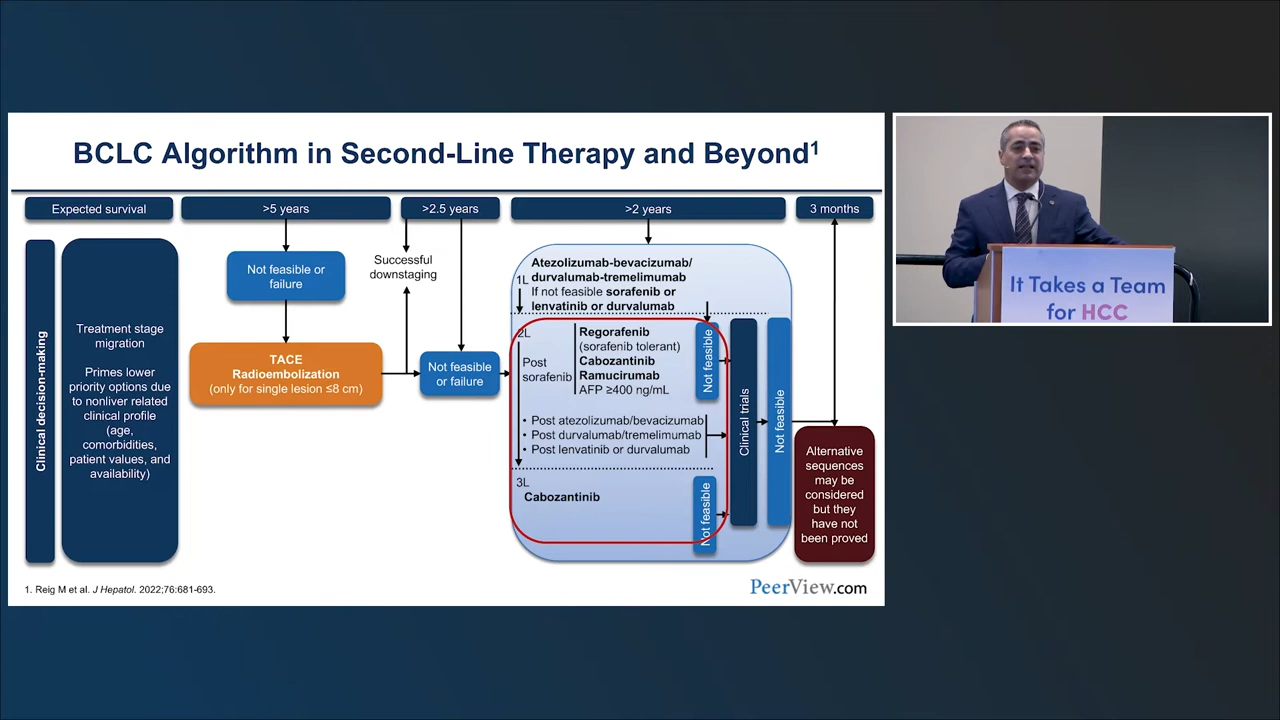 BCLC Algorithm in Second-Line Therapy and Beyond1
Expected survival
>5 years
>2.5 years
>2 years
3 months
Clinical decision-making
Treatment stage
migration
Primes lower
priority options due
to nonliver related
clinical profile
(age,
comorbidities,
patient values, and
availability)
Not feasible or
failure
TACE
Radioembolization
(only for single lesion ≤8 cm)
Successful
downstaging
Not feasible
or failure
Atezolizumab-bevacizumab/
durvalumab-tremelimumab
1L
If not feasible sorafenib or
lenvatinib or durvalumab
2L
Post
sorafenib
Regorafenib
(sorafenib tolerant)
Cabozantinib
Ramucirumab
AFP ≥400 ng/mL
Not feasible
• Post atezolizumab/bevacizumab
• Post durvalumab/tremelimumab
• Post lenvatinib or durvalumab
3L
Cabozantinib
Not feasible
Clinical trials
Not feasible
Alternative
sequences
may be
considered
but they
have not
been proved
1. Reig M et al. J Hepatol. 2022;76:681-693.
PeerView.com
It Takes a Team
for HCC